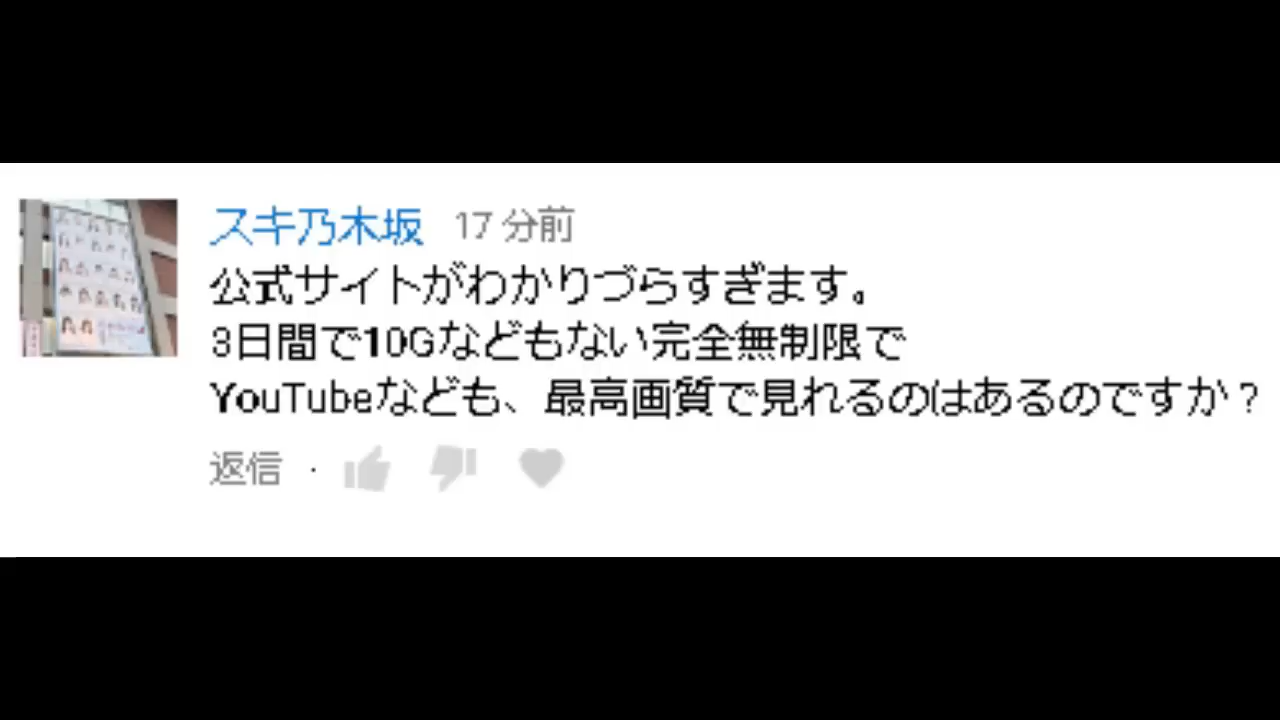 スキ乃木坂 17 分前
公式サイトがわかりづらすぎます。
3日間で10Gなどもない完全無制限で
YouTubeなども、最高画質で見れるのはあるのですか？
返信 ·